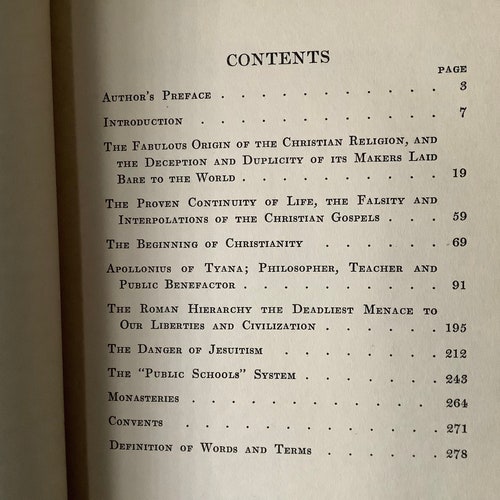 CONTENTS
PAGE
AUTHOR'S PREFACE . . . . . . . . . . 3
INTRODUCTION . . . . . . . . . . 7
THE FABULOUS ORIGIN OF THE CHRISTIAN RELIGION, AND
THE DECEPTION AND DUPLICITY OF ITS MAKERS LAID
BARE TO THE WORLD . . . . . . . . . 19
THE PROVEN CONTINUITY OF LIFE, THE FALSITY AND
INTERPOLATIONS OF THE CHRISTIAN GOSPELS . . . 59
THE BEGINNING OF CHRISTIANITY . . . . . . 69
APOLLONIUS OF TYANA; PHILOSOPHER, TEACHER AND
PUBLIC BENEFACTOR . . . . . . . . . 91
THE ROMAN HIERARCHY THE DEADLIEST MENACE TO
OUR LIBERTIES AND CIVILIZATION . . . . . . 195
THE DANGER OF JESUITISM . . . . . . . . 212
THE "PUBLIC SCHOOLS" SYSTEM . . . . . . . 243
MONASTERIES . . . . . . . . . . . . 264
CONVENTS . . . . . . . . . . . . 271
DEFINITION OF WORDS AND TERMS . . . . . . 278